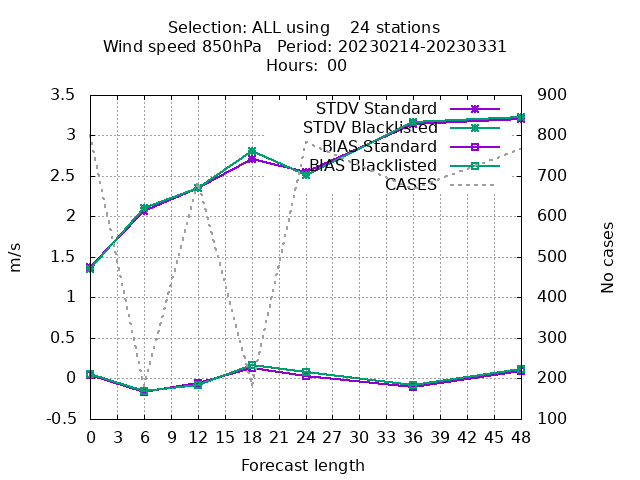 Selection: ALL using    24 stations
Wind speed 850hPa   Period: 20230214-20230331
Hours: 00
STDV Standard
STDV Blacklisted
BIAS Standard
BIAS Blacklisted
CASES
3.5
3
2.5
2
1.5
1
0.5
0
-0.5
m/s
900
800
700
600
500
400
300
200
100
No cases
0 3 6 9 12 15 18 21 24 27 30 33 36 39 42 45 48
Forecast length